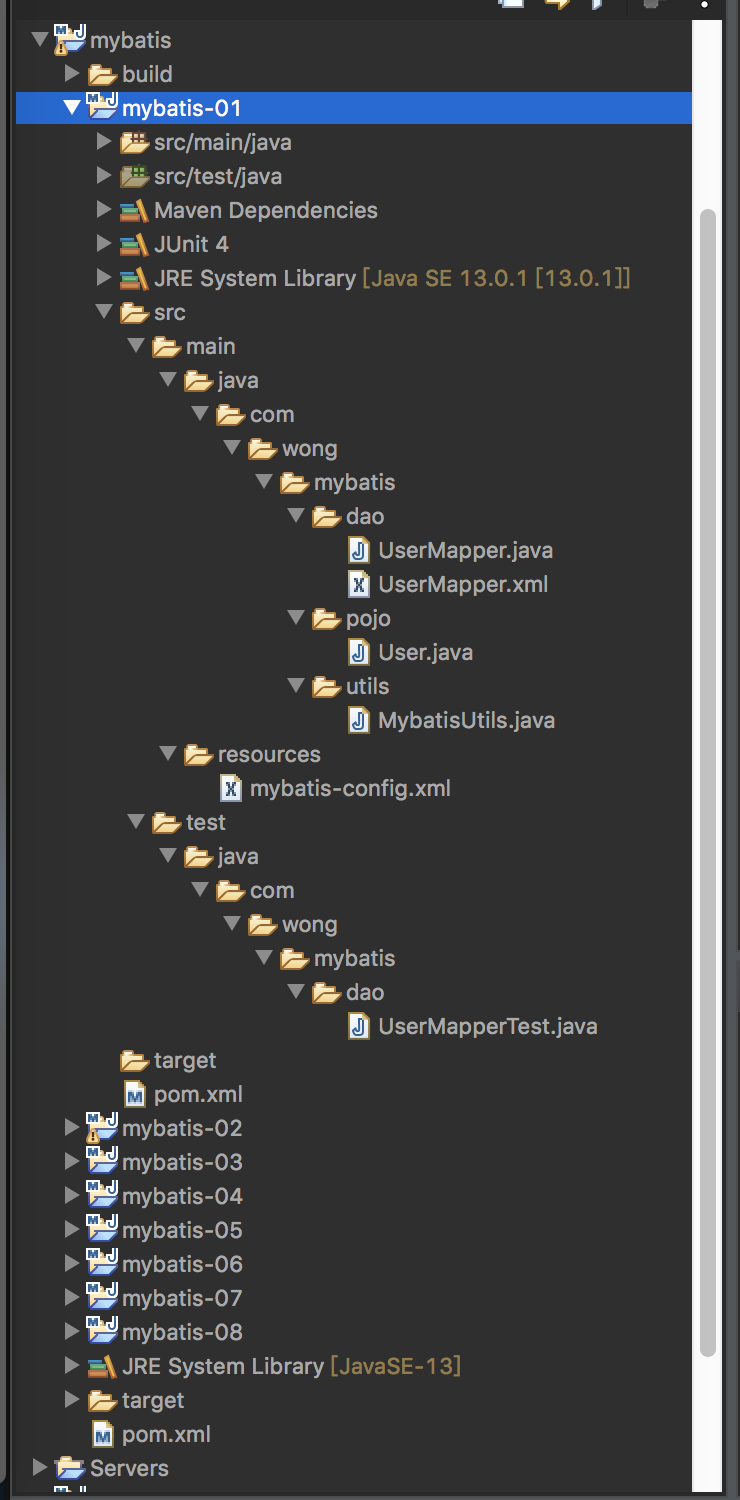 mybatis
build
mybatis-01
src/main/java
src/test/java
Maven Dependencies
JUnit 4
JRE System Library [Java SE 13.0.1 [13.0.1]]
src
main
java
com
wong
mybatis
dao
UserMapper.java
UserMapper.xml
pojo
User.java
utils
MybatisUtils.java
resources
mybatis-config.xml
test
java
com
wong
mybatis
dao
UserMapperTest.java
target
pom.xml
mybatis-02
mybatis-03
mybatis-04
mybatis-05
mybatis-06
mybatis-07
mybatis-08
JRE System Library [JavaSE-13]
target
pom.xml
Servers